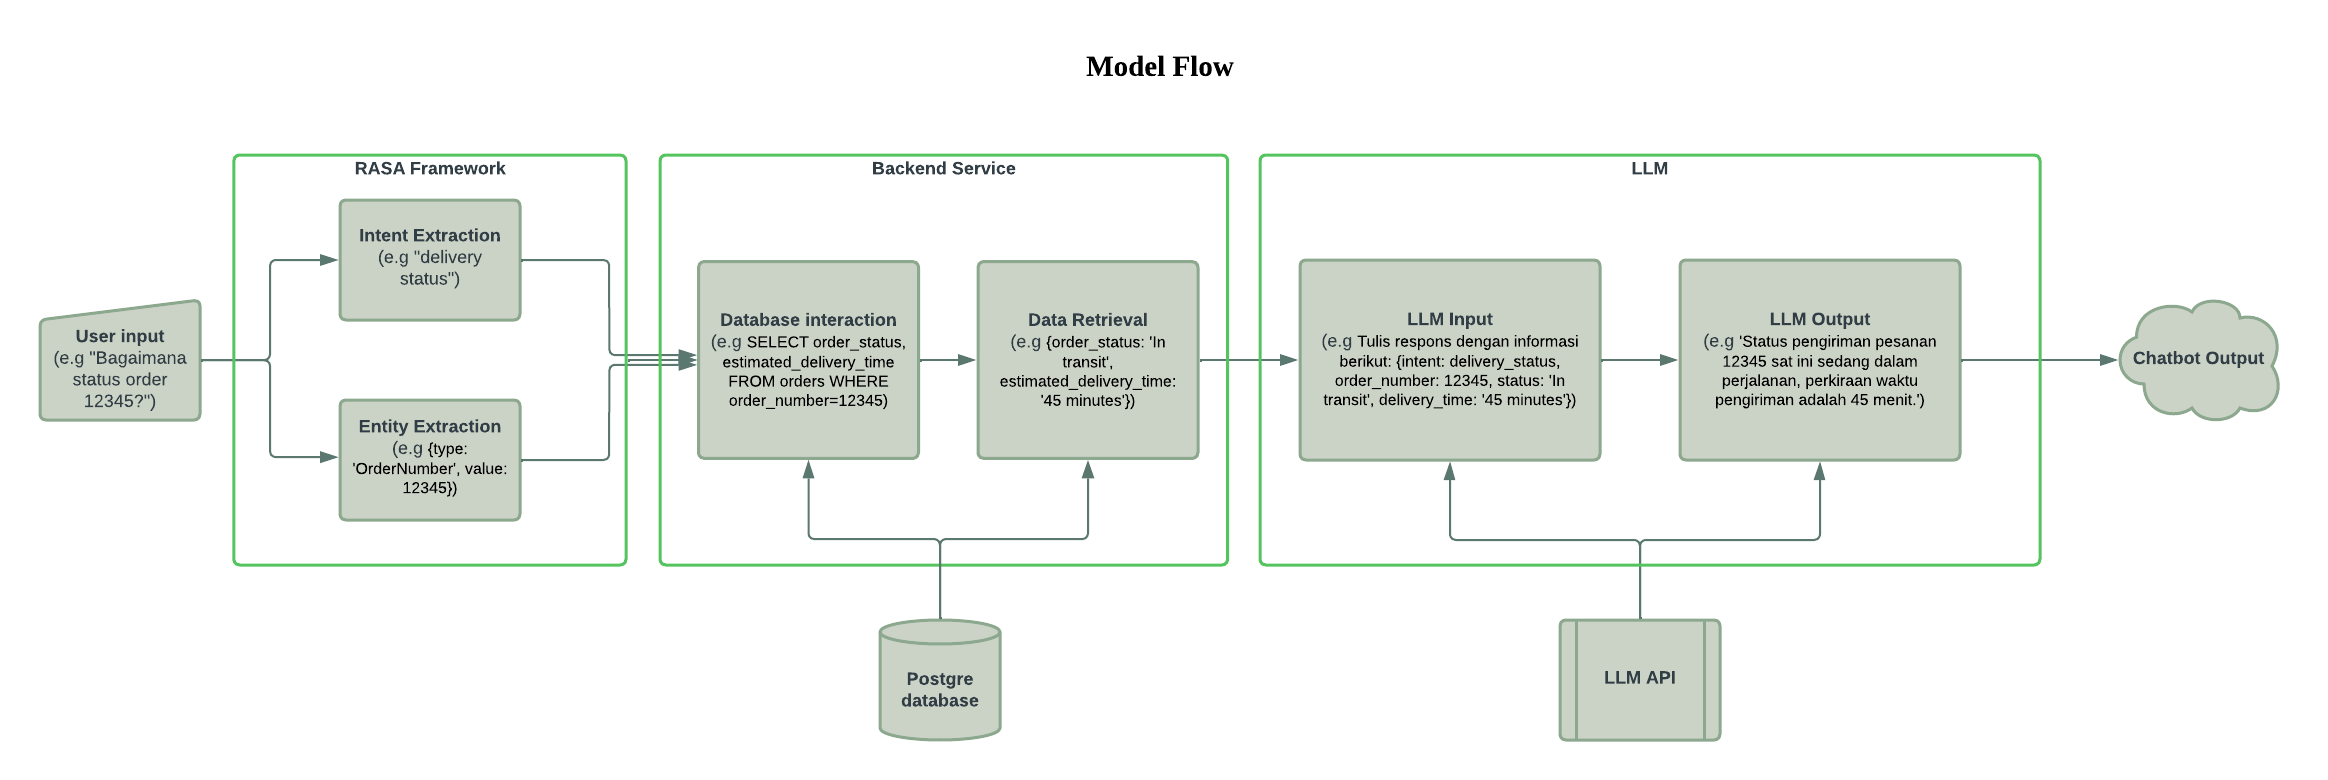 Model Flow
RASA Framework
Backend Service
LLM
User input
(e.g "Bagaimana
status order
12345?")
Intent Extraction
(e.g "delivery
status")
Entity Extraction
(e.g {type:
'OrderNumber', value:
12345})
Database interaction
(e.g SELECT order_status,
estimated_delivery_time
FROM orders WHERE
order_number=12345)
Data Retrieval
(e.g {order_status: 'In
transit',
estimated_delivery_time:
'45 minutes'})
LLM Input
(e.g Tulis respons dengan informasi
berikut: {intent: delivery_status,
order_number: 12345, status: 'In
transit', delivery_time: '45 minutes'})
LLM Output
(e.g 'Status pengiriman pesanan
12345 sat ini sedang dalam
perjalanan, perkiraan waktu
pengiriman adalah 45 menit.')
Chatbot Output
Postgre
database
LLM API